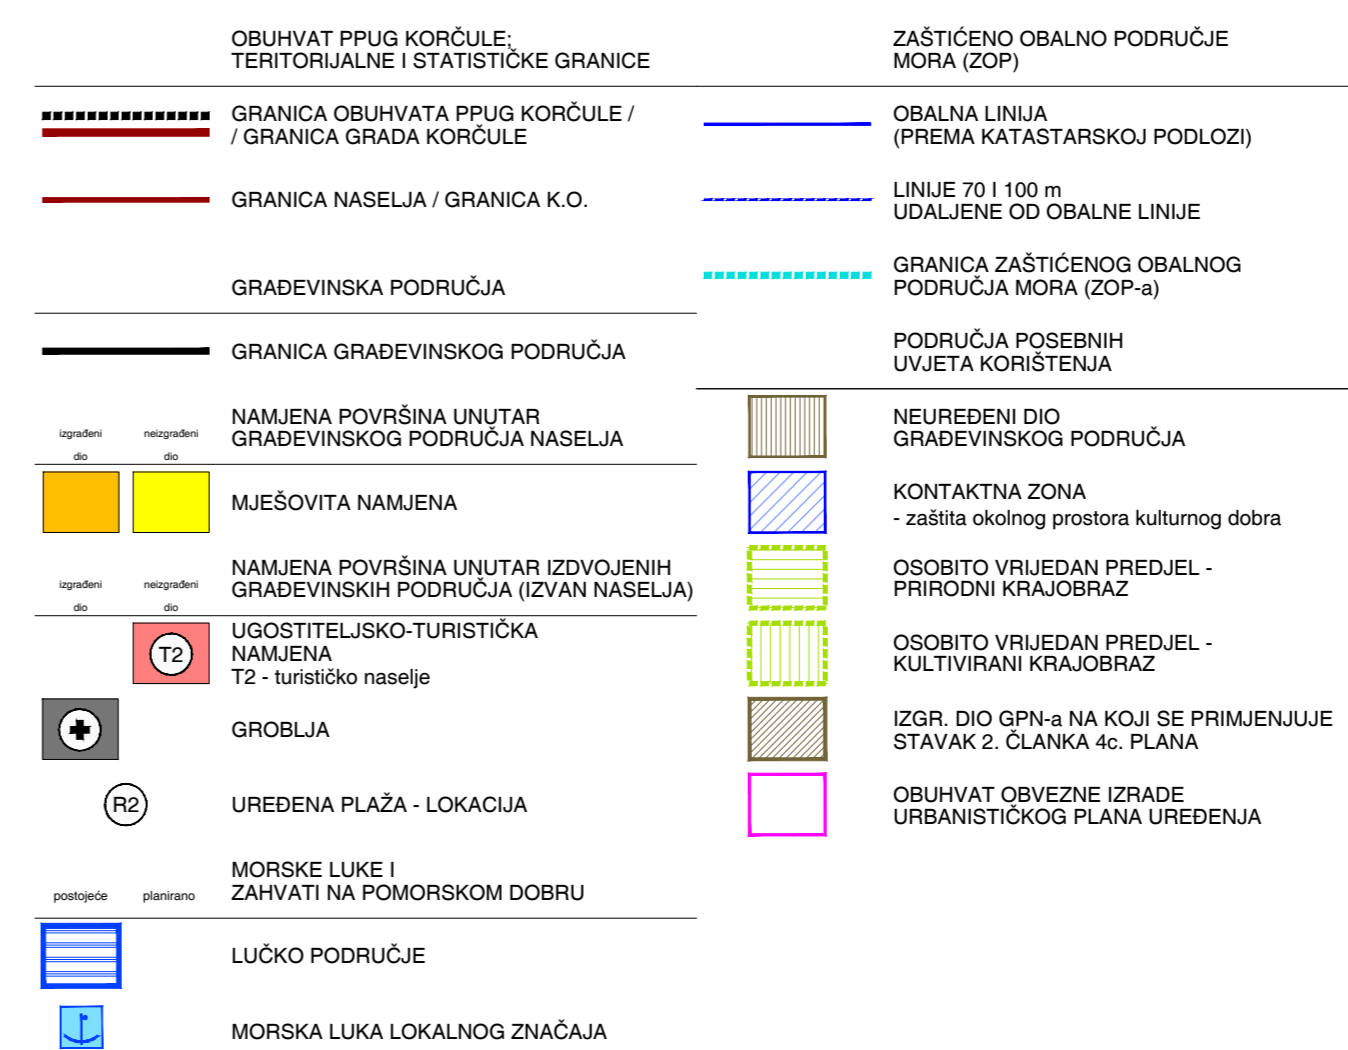 OBUHVAT PPUG KORČULE;
TERITORIJALNE I STATISTIČKE GRANICE
GRANICA OBUHVATA PPUG KORČULE /
/ GRANICA GRADA KORČULE
GRANICA NASELJA / GRANICA K.O.
GRAĐEVINSKA PODRUČJA
GRANICA GRAĐEVINSKOG PODRUČJA
izgrađeni neizgrađeni
dio dio
NAMJENA POVRŠINA UNUTAR
GRAĐEVINSKOG PODRUČJA NASELJA
MJEŠOVITA NAMJENA
izgrađeni neizgrađeni
dio dio
NAMJENA POVRŠINA UNUTAR IZDVOJENIH
GRAĐEVINSKIH PODRUČJA (IZVAN NASELJA)
T2
UGOSTITELJSKO-TURISTIČKA
NAMJENA
T2 - turističko naselje
GROBLJA
R2
UREĐENA PLAŽA - LOKACIJA
postojeće planirano
MORSKE LUKE I
ZAHVATI NA POMORSKOM DOBRU
LUČKO PODRUČJE
MORSKA LUKA LOKALNOG ZNAČAJA
ZAŠTIĆENO OBALNO PODRUČJE
MORA (ZOP)
OBALNA LINIJA
(PREMA KATASTARSKOJ PODLOZI)
LINIJE 70 I 100 m
UDALJENE OD OBALNE LINIJE
GRANICA ZAŠTIĆENOG OBALNOG
PODRUČJA MORA (ZOP-a)
PODRUČJA POSEBNIH
UVJETA KORIŠTENJA
NEUREĐENI DIO
GRAĐEVINSKOG PODRUČJA
KONTAKTNA ZONA
- zaštita okolnog prostora kulturnog dobra
OSOBITO VRIJEDAN PREDJEL -
PRIRODNI KRAJOBRAZ
OSOBITO VRIJEDAN PREDJEL -
KULTIVIRANI KRAJOBRAZ
IZGR. DIO GPN-a NA KOJI SE PRIMJENJUJE
STAVAK 2. ČLANKA 4c. PLANA
OBUHVAT OBVEZNE IZRADE
URBANISTIČKOG PLANA UREĐENJA